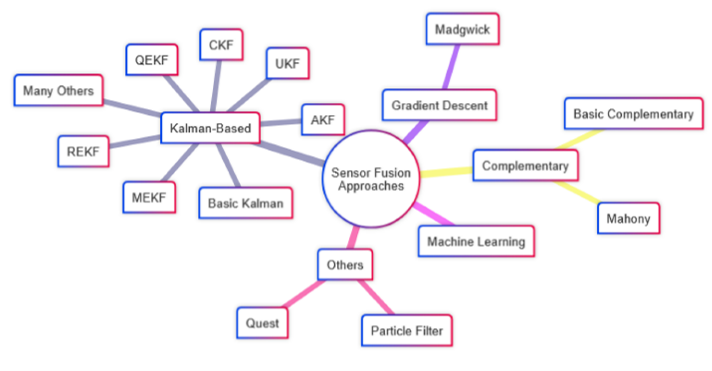 Madgwick
CKF
QEKF
UKF
Many Others
Gradient Descent
Basic Complementary
AKF
Kalman-Based
REKF
Complementary
Sensor Fusion
Approaches
MEKF
Basic Kalman
Mahony
Machine Learning
Others
Quest
Particle Filter